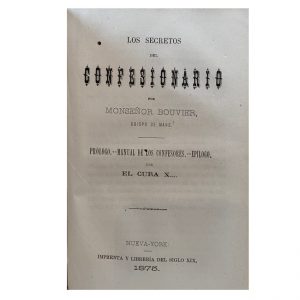 LOS SECRETOS
DEL
CONFESIONARIO
POR
MONSEÑOR BOUVIER,
OBISPO DE MANS.
PRÓLOGO,--MANUAL DE LOS CONFESORES,--EPÍLOGO,
POR
EL CURA X...
NUEVA-YORK:
IMPRENTA Y LIBRERÍA DEL SIGLO XIX,
1875.